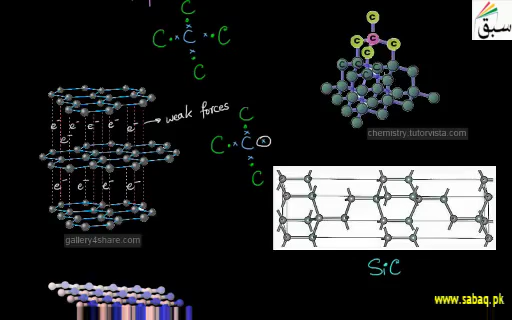 C
C C C
C
سبق
C
C C C
C
weak forces
e⁻ e⁻ e⁻ e⁻ e⁻
e⁻
e⁻ e⁻ e⁻ e⁻
C
C C
C
chemistry.tutorvista.com
gallery4share.com
SiC
www.sabaq.pk